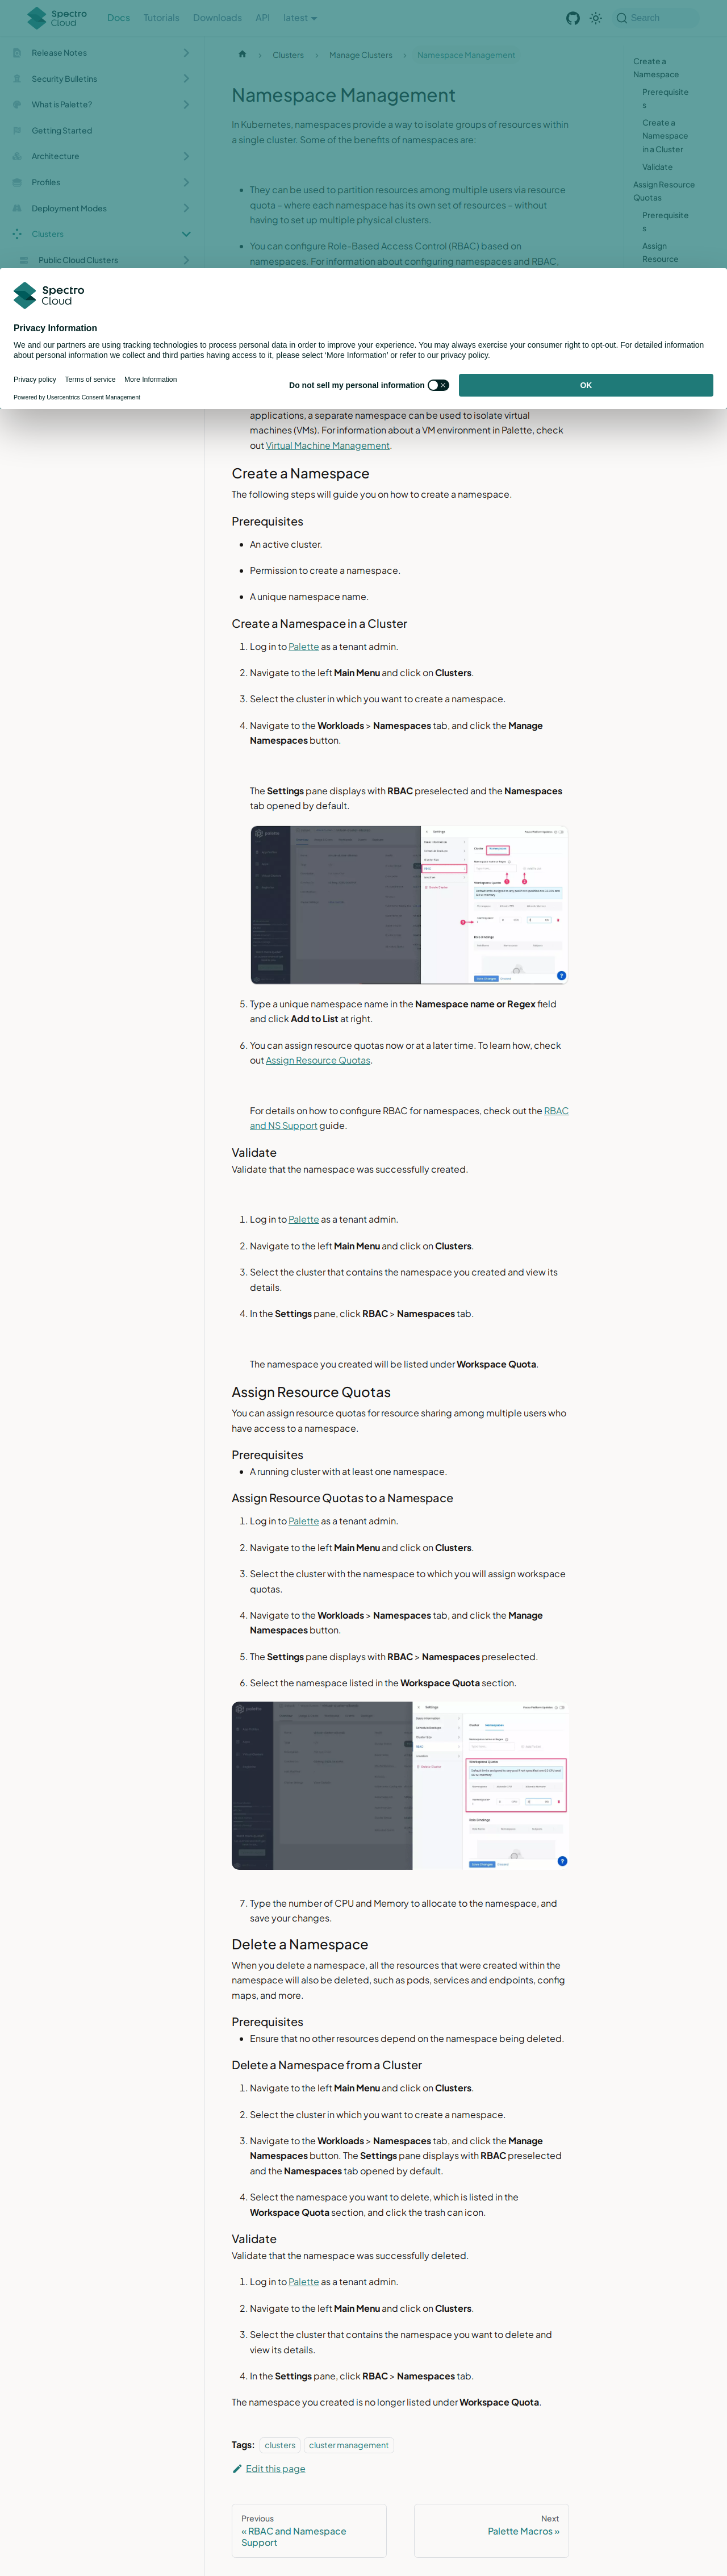 Spectro Cloud
Docs
Tutorials
Downloads
API
latest
Search
Release Notes
Security Bulletins
What is Palette?
Getting Started
Architecture
Profiles
Deployment Modes
Clusters
Public Cloud Clusters
Clusters
Manage Clusters
Namespace Management
Create a
Namespace
Prerequisite
s
Create a
Namespace
in a Cluster
Validate
Assign Resource
Quotas
Prerequisite
s
Assign
Resource
Namespace Management
In Kubernetes, namespaces provide a way to isolate groups of resources within
a single cluster. Some of the benefits of namespaces are:
They can be used to partition resources among multiple users via resource
quota – where each namespace has its own set of resources – without
having to set up multiple physical clusters.
You can configure Role-Based Access Control (RBAC) based on
namespaces. For information about configuring namespaces and RBAC,
Spectro Cloud
Privacy Information
We and our partners are using tracking technologies to process personal data in order to improve your experience. You may always exercise your consumer right to opt-out. For detailed information
about personal information we collect and third parties having access to it, please select ‘More Information’ or refer to our privacy policy.
Privacy policy
Terms of service
More Information
Powered by Usercentrics Consent Management
Do not sell my personal information
OK
applications, a separate namespace can be used to isolate virtual
machines (VMs). For information about a VM environment in Palette, check
out Virtual Machine Management.
Create a Namespace
The following steps will guide you on how to create a namespace.
Prerequisites
An active cluster.
Permission to create a namespace.
A unique namespace name.
Create a Namespace in a Cluster
1. Log in to Palette as a tenant admin.
2. Navigate to the left Main Menu and click on Clusters.
3. Select the cluster in which you want to create a namespace.
4. Navigate to the Workloads > Namespaces tab, and click the Manage
Namespaces button.
The Settings pane displays with RBAC preselected and the Namespaces
tab opened by default.
5. Type a unique namespace name in the Namespace name or Regex field
and click Add to List at right.
6. You can assign resource quotas now or at a later time. To learn how, check
out Assign Resource Quotas.
For details on how to configure RBAC for namespaces, check out the RBAC
and NS Support guide.
Validate
Validate that the namespace was successfully created.
1. Log in to Palette as a tenant admin.
2. Navigate to the left Main Menu and click on Clusters.
3. Select the cluster that contains the namespace you created and view its
details.
4. In the Settings pane, click RBAC > Namespaces tab.
The namespace you created will be listed under Workspace Quota.
Assign Resource Quotas
You can assign resource quotas for resource sharing among multiple users who
have access to a namespace.
Prerequisites
A running cluster with at least one namespace.
Assign Resource Quotas to a Namespace
1. Log in to Palette as a tenant admin.
2. Navigate to the left Main Menu and click on Clusters.
3. Select the cluster with the namespace to which you will assign workspace
quotas.
4. Navigate to the Workloads > Namespaces tab, and click the Manage
Namespaces button.
5. The Settings pane displays with RBAC > Namespaces preselected.
6. Select the namespace listed in the Workspace Quota section.
7. Type the number of CPU and Memory to allocate to the namespace, and
save your changes.
Delete a Namespace
When you delete a namespace, all the resources that were created within the
namespace will also be deleted, such as pods, services and endpoints, config
maps, and more.
Prerequisites
Ensure that no other resources depend on the namespace being deleted.
Delete a Namespace from a Cluster
1. Navigate to the left Main Menu and click on Clusters.
2. Select the cluster in which you want to create a namespace.
3. Navigate to the Workloads > Namespaces tab, and click the Manage
Namespaces button. The Settings pane displays with RBAC preselected
and the Namespaces tab opened by default.
4. Select the namespace you want to delete, which is listed in the
Workspace Quota section, and click the trash can icon.
Validate
Validate that the namespace was successfully deleted.
1. Log in to Palette as a tenant admin.
2. Navigate to the left Main Menu and click on Clusters.
3. Select the cluster that contains the namespace you want to delete and
view its details.
4. In the Settings pane, click RBAC > Namespaces tab.
The namespace you created is no longer listed under Workspace Quota.
Tags: clusters cluster management
Edit this page
Previous
« RBAC and Namespace
Support
Next
Palette Macros »